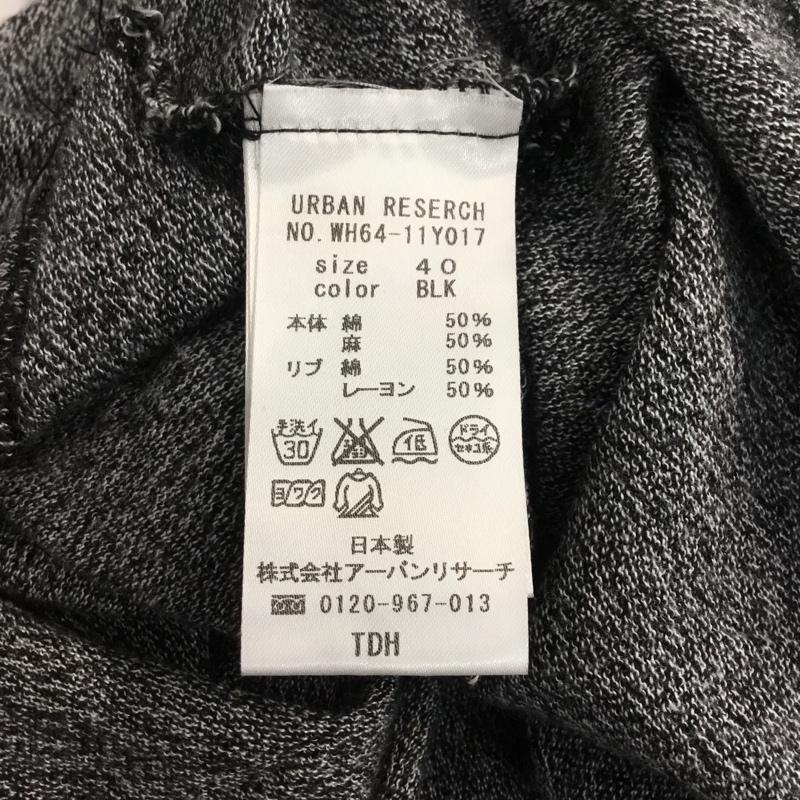 URBAN RESERCH
NO. WH64-11Y017
size 40
color BLK
本体 綿 50%
麻 50%
リブ 綿 50%
レーヨン 50%
手洗イ 30 低 ドライ セキユ系
ヨワク
日本製
株式会社アーバンリサーチ
0120-967-013
TDH